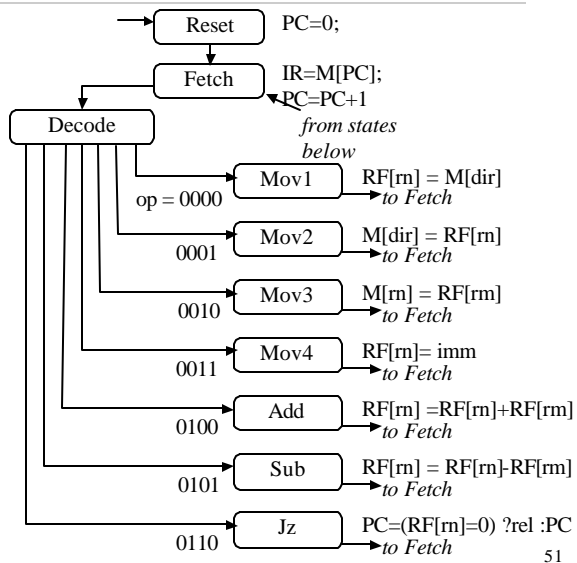 Reset PC=0;
Fetch IR=M[PC];
PC=PC+1
from states
below
Decode
Mov1 RF[rn] = M[dir]
op = 0000 to Fetch
Mov2 M[dir] = RF[rn]
0001 to Fetch
Mov3 M[rn] = RF[rm]
0010 to Fetch
Mov4 RF[rn]= imm
0011 to Fetch
Add RF[rn] =RF[rn]+RF[rm]
0100 to Fetch
Sub RF[rn] = RF[rn]-RF[rm]
0101 to Fetch
Jz PC=(RF[rn]=0) ?rel :PC
0110 to Fetch
51